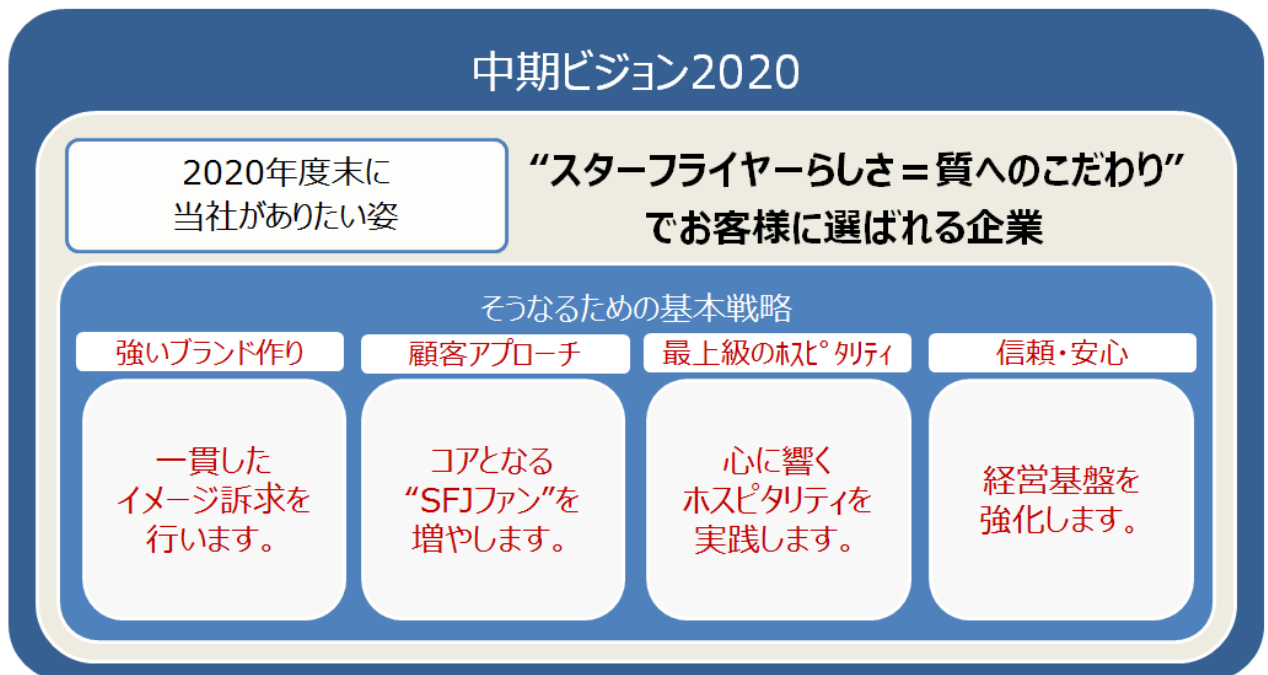 中期ビジョン2020
2020年度末に
当社がありたい姿
“スターフライヤーらしさ＝質へのこだわり”
でお客様に選ばれる企業
そうなるための基本戦略
強いブランド作り
一貫した
イメージ訴求を
行います。
顧客アプローチ
コアとなる
“SFJファン”を
増やします。
最上級のﾎｽﾋﾟﾀﾘﾃｨ
心に響く
ホスピタリティを
実践します。
信頼・安心
経営基盤を
強化します。